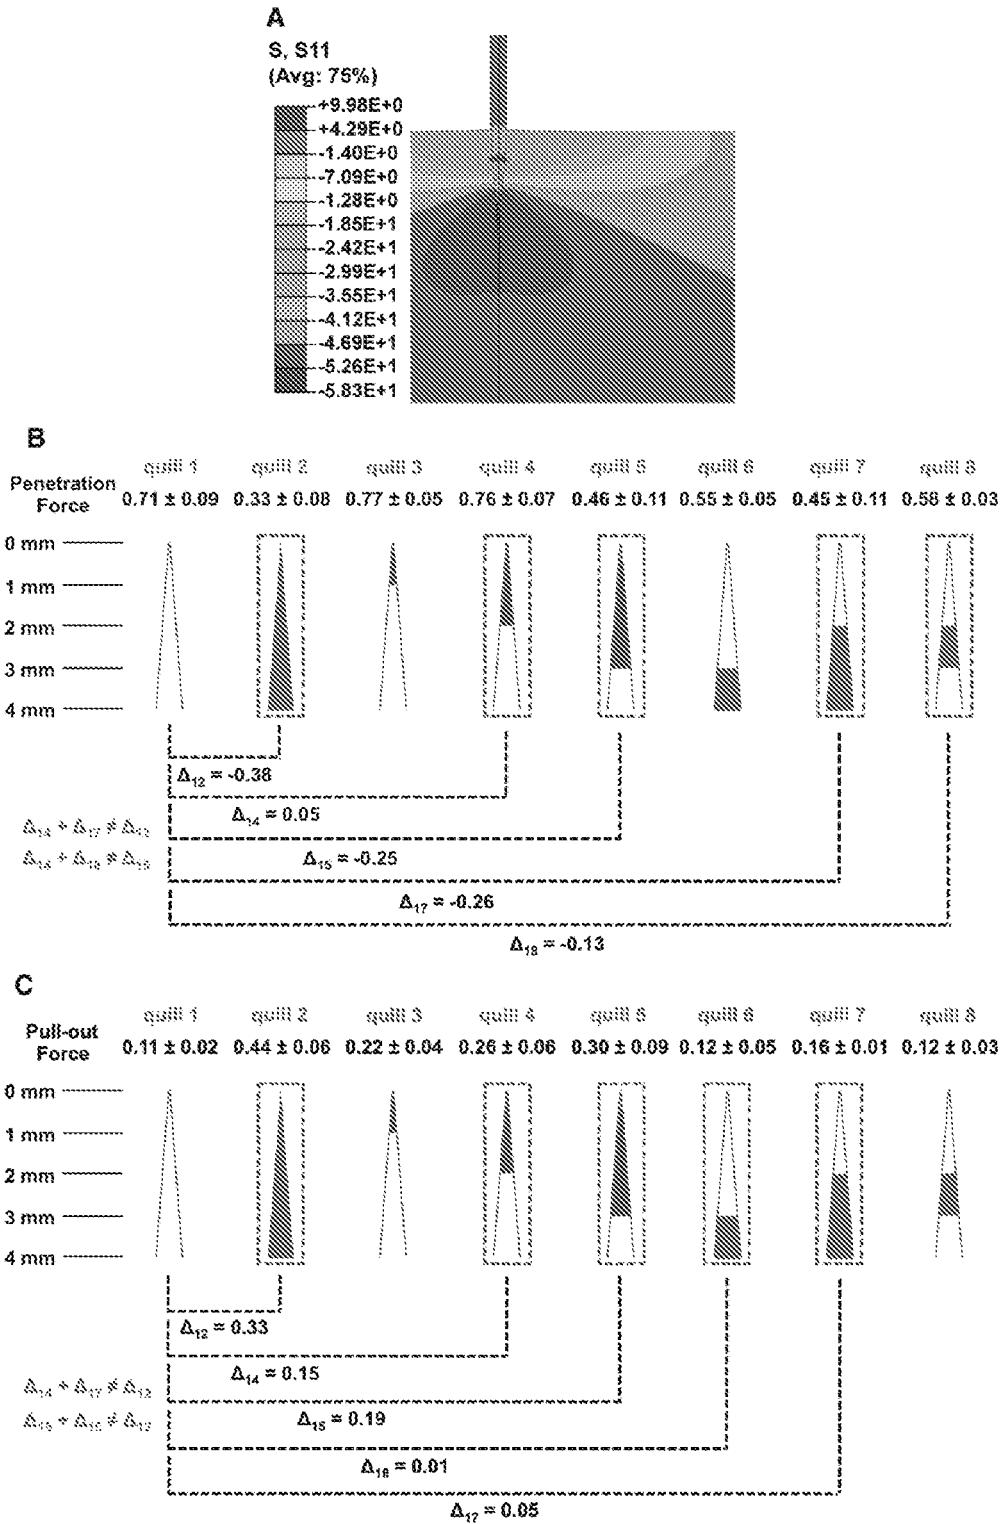 A
S, S11
(Avg: 75%)
+9.98E+0
+4.29E+0
-1.40E+0
-7.09E+0
-1.28E+0
-1.85E+1
-2.42E+1
-2.99E+1
-3.55E+1
-4.12E+1
-4.69E+1
-5.26E+1
-5.83E+1
B
quill 1 quill 2 quill 3 quill 4 quill 5 quill 6 quill 7 quill 8
Penetration
Force
0.71 ± 0.09 0.33 ± 0.08 0.77 ± 0.05 0.76 ± 0.07 0.46 ± 0.11 0.55 ± 0.05 0.45 ± 0.11 0.58 ± 0.03
0 mm
1 mm
2 mm
3 mm
4 mm
Δ12 = -0.38
Δ14 = 0.05
Δ14 + Δ17 ≠ Δ12
Δ15 = -0.25
Δ14 + Δ18 ≠ Δ15
Δ17 = -0.26
Δ18 = -0.13
C
quill 1 quill 2 quill 3 quill 4 quill 5 quill 6 quill 7 quill 8
Pull-out
Force
0.11 ± 0.02 0.44 ± 0.06 0.22 ± 0.04 0.26 ± 0.06 0.30 ± 0.09 0.12 ± 0.05 0.16 ± 0.01 0.12 ± 0.03
0 mm
1 mm
2 mm
3 mm
4 mm
Δ12 = 0.33
Δ14 = 0.15
Δ14 + Δ17 ≠ Δ12
Δ15 = 0.19
Δ16 = 0.01
Δ17 = 0.05